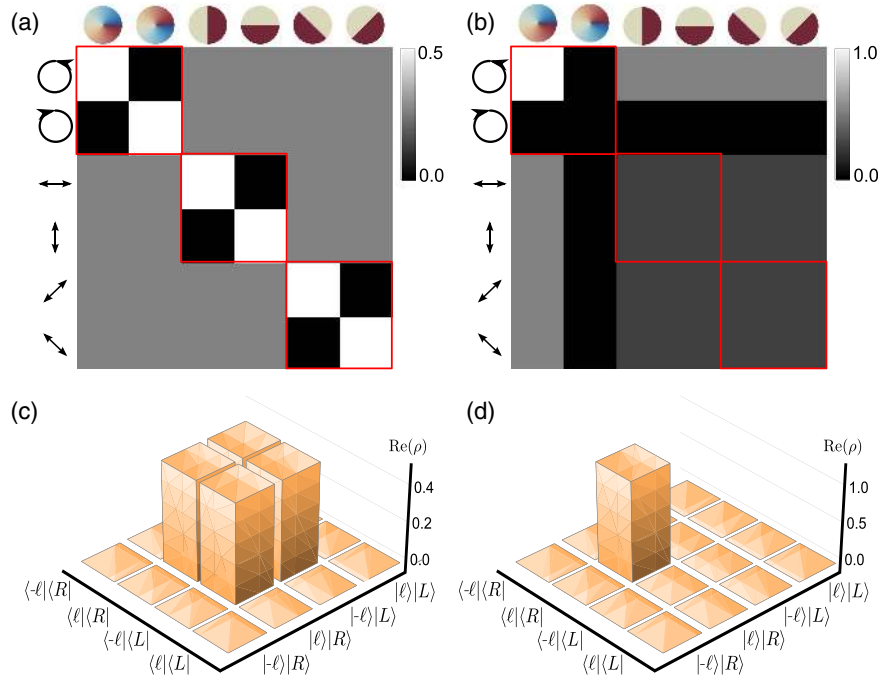 (a)
0.5
0.0
(b)
1.0
0.0
(c)
Re(ρ)
0.4
0.2
0.0
⟨-ℓ|⟨R|
⟨ℓ|⟨R|
⟨-ℓ|⟨L|
⟨ℓ|⟨L|
|-ℓ⟩|R⟩
|ℓ⟩|R⟩
|-ℓ⟩|L⟩
|ℓ⟩|L⟩
(d)
Re(ρ)
1.0
0.5
0.0
⟨-ℓ|⟨R|
⟨ℓ|⟨R|
⟨-ℓ|⟨L|
⟨ℓ|⟨L|
|-ℓ⟩|R⟩
|ℓ⟩|R⟩
|-ℓ⟩|L⟩
|ℓ⟩|L⟩